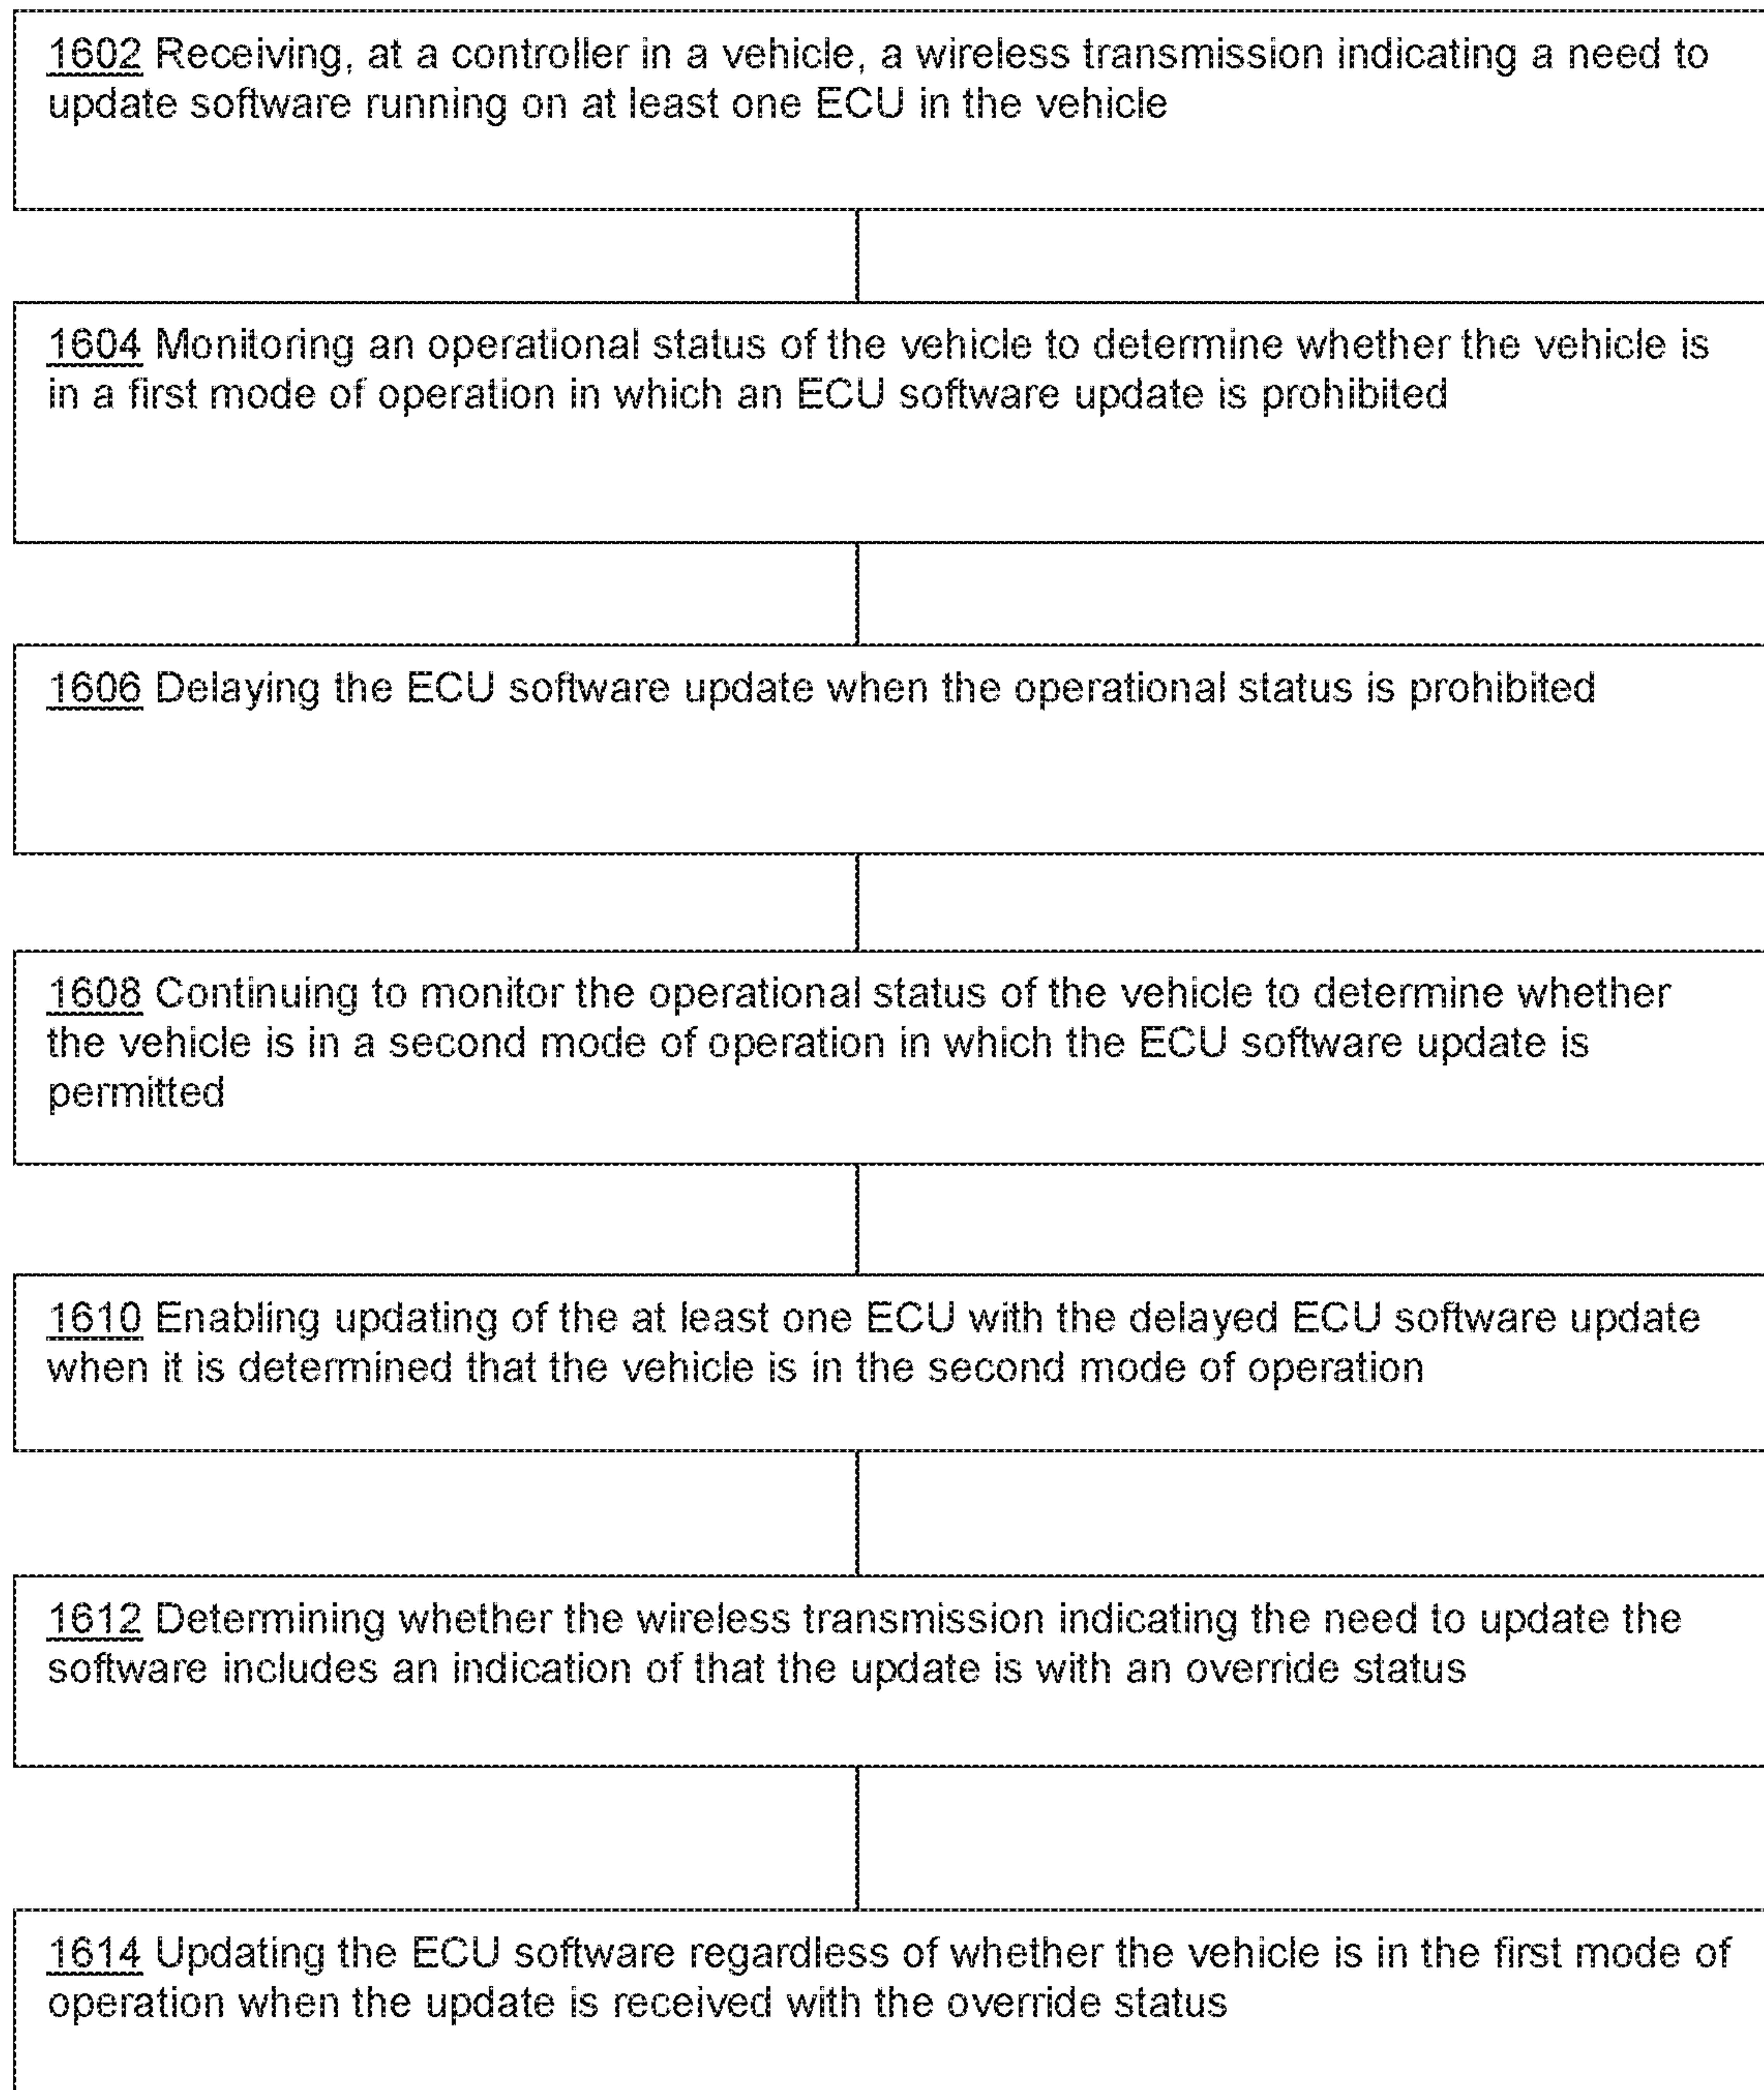 1602 Receiving, at a controller in a vehicle, a wireless transmission indicating a need to
update software running on at least one ECU in the vehicle
1604 Monitoring an operational status of the vehicle to determine whether the vehicle is
in a first mode of operation in which an ECU software update is prohibited
1606 Delaying the ECU software update when the operational status is prohibited
1608 Continuing to monitor the operational status of the vehicle to determine whether
the vehicle is in a second mode of operation in which the ECU software update is
permitted
1610 Enabling updating of the at least one ECU with the delayed ECU software update
when it is determined that the vehicle is in the second mode of operation
1612 Determining whether the wireless transmission indicating the need to update the
software includes an indication of that the update is with an override status
1614 Updating the ECU software regardless of whether the vehicle is in the first mode of
operation when the update is received with the override status